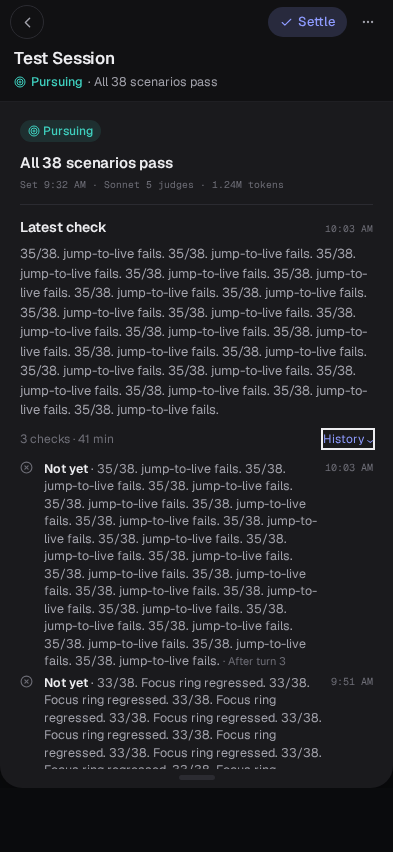 Settle
Test Session
Pursuing · All 38 scenarios pass
Pursuing
All 38 scenarios pass
Set 9:32 AM · Sonnet 5 judges · 1.24M tokens
Latest check 10:03 AM
35/38. jump-to-live fails. 35/38. jump-to-live fails. 35/38.
jump-to-live fails. 35/38. jump-to-live fails. 35/38. jump-to-
live fails. 35/38. jump-to-live fails. 35/38. jump-to-live fails.
35/38. jump-to-live fails. 35/38. jump-to-live fails. 35/38.
jump-to-live fails. 35/38. jump-to-live fails. 35/38. jump-to-
live fails. 35/38. jump-to-live fails. 35/38. jump-to-live fails.
35/38. jump-to-live fails. 35/38. jump-to-live fails. 35/38.
jump-to-live fails. 35/38. jump-to-live fails. 35/38. jump-to-
live fails. 35/38. jump-to-live fails.
3 checks · 41 min History
Not yet · 35/38. jump-to-live fails. 35/38. 10:03 AM
jump-to-live fails. 35/38. jump-to-live fails.
35/38. jump-to-live fails. 35/38. jump-to-live
fails. 35/38. jump-to-live fails. 35/38. jump-to-
live fails. 35/38. jump-to-live fails. 35/38.
jump-to-live fails. 35/38. jump-to-live fails.
35/38. jump-to-live fails. 35/38. jump-to-live
fails. 35/38. jump-to-live fails. 35/38. jump-to-
live fails. 35/38. jump-to-live fails. 35/38.
jump-to-live fails. 35/38. jump-to-live fails.
35/38. jump-to-live fails. 35/38. jump-to-live
fails. 35/38. jump-to-live fails. · After turn 3
Not yet · 33/38. Focus ring regressed. 33/38. 9:51 AM
Focus ring regressed. 33/38. Focus ring
regressed. 33/38. Focus ring regressed. 33/38.
Focus ring regressed. 33/38. Focus ring
regressed. 33/38. Focus ring regressed. 33/38.
Focus ring regressed. 33/38. Focus ring